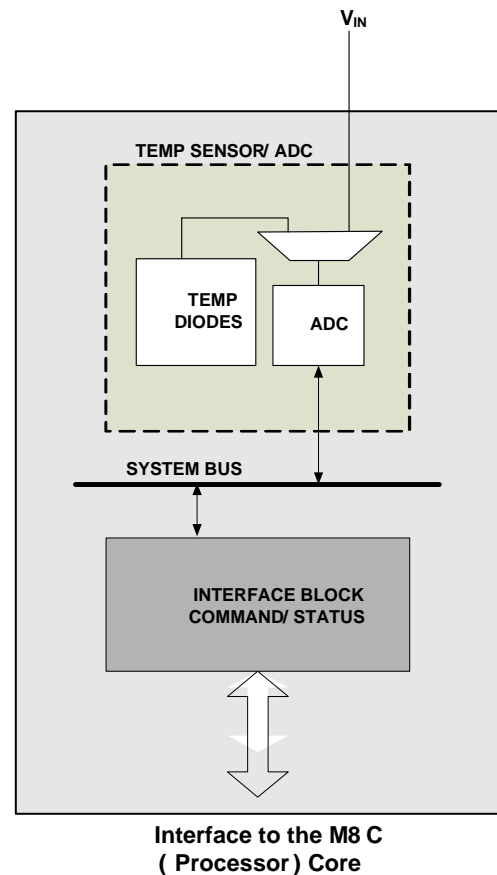 VIN
TEMP SENSOR/ ADC
TEMP
DIODES
ADC
SYSTEM BUS
INTERFACE BLOCK
COMMAND/ STATUS
Interface to the M8 C
( Processor ) Core